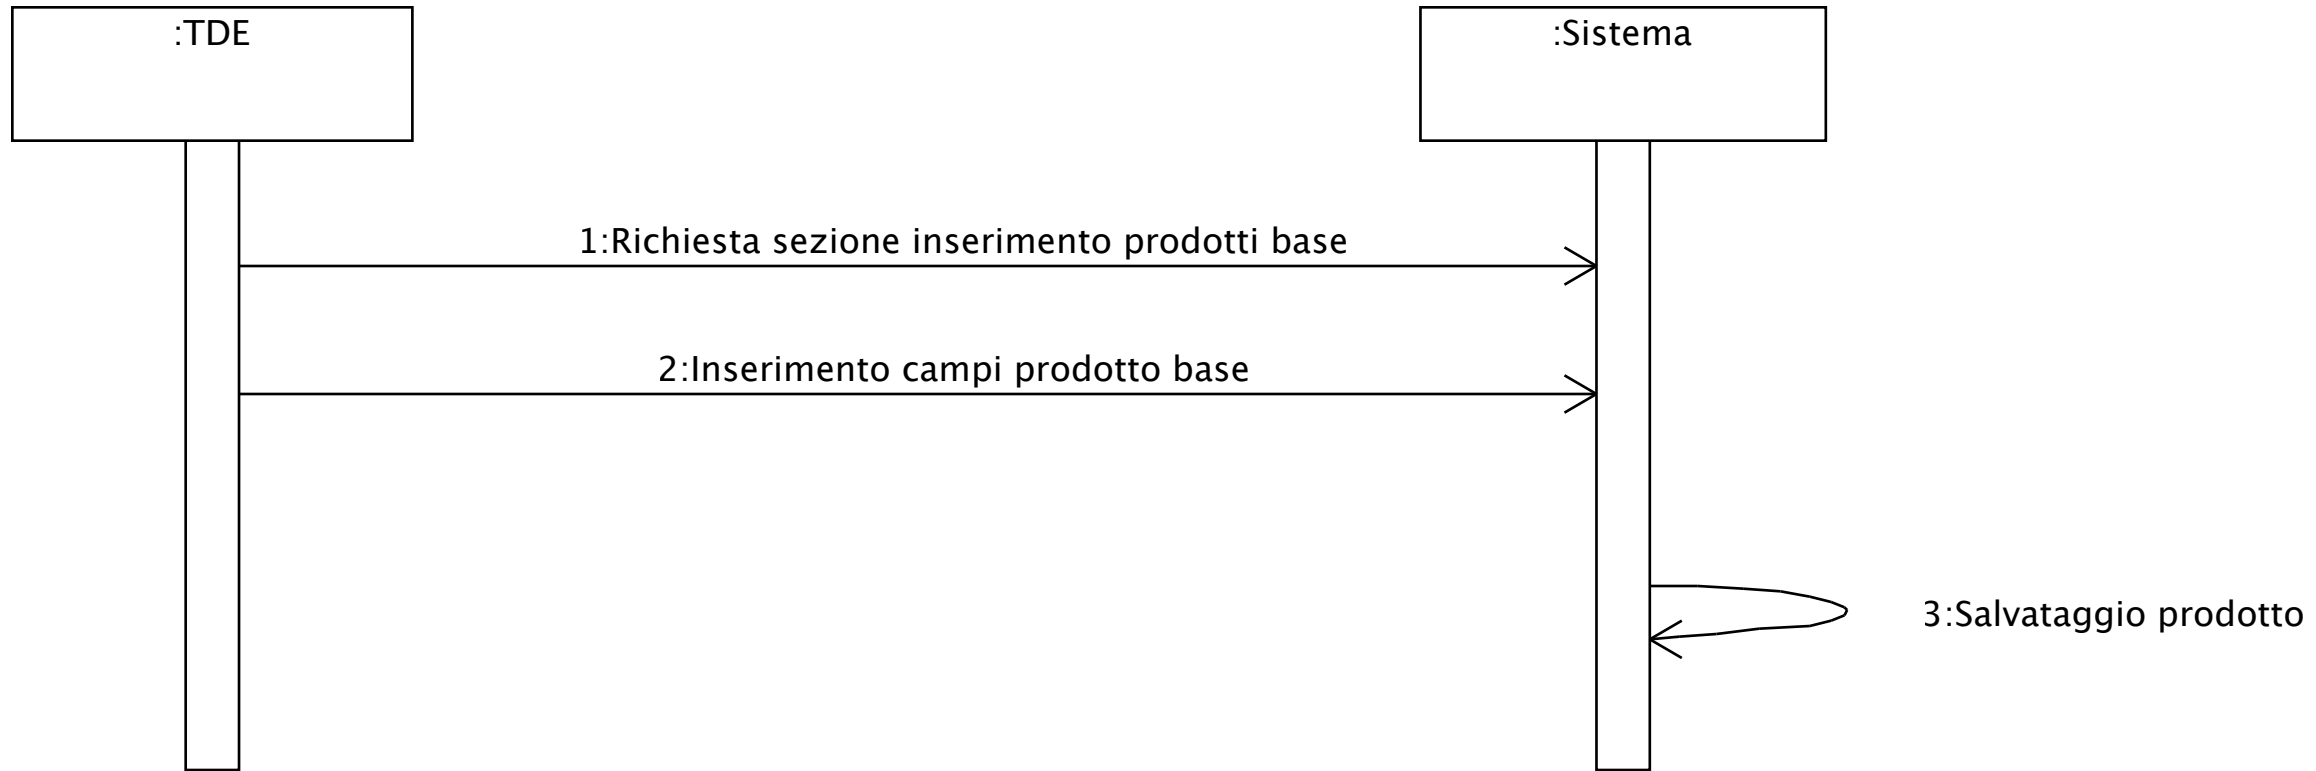 :TDE
:Sistema
1:Richiesta sezione inserimento prodotti base
2:Inserimento campi prodotto base
3:Salvataggio prodotto